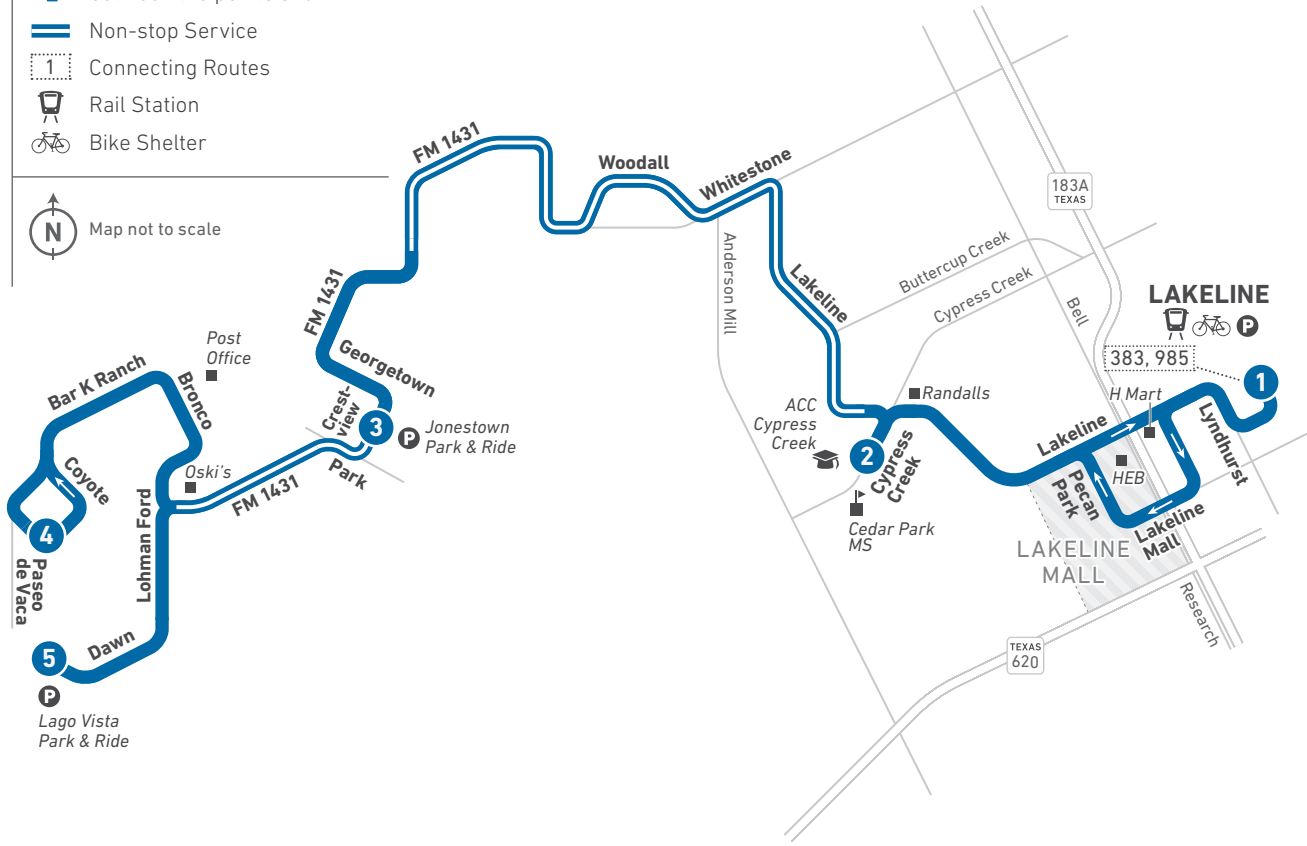 Non-stop Service
1 Connecting Routes
Rail Station
Bike Shelter
N Map not to scale
FM 1431
Woodall
Whitestone
183A
TEXAS
Anderson Mill
Buttercup Creek
Cypress Creek
Lakeline
Bell
LAKELINE
P
383, 985
1
H Mart
FM 1431
Georgetown
Post
Office
Bar K Ranch
Bronco
Crest-
view
3
P Jonestown
Park & Ride
Park
Randalls
ACC
Cypress
Creek
2
Cypress
Creek
Cedar Park
MS
Lakeline
Lyndhurst
HEB
Pecan
Park
Lakeline
Mall
LAKELINE
MALL
Research
TEXAS
620
Coyote
Oski's
FM 1431
Lohman Ford
4
Paseo
de Vaca
5
Dawn
P
Lago Vista
Park & Ride